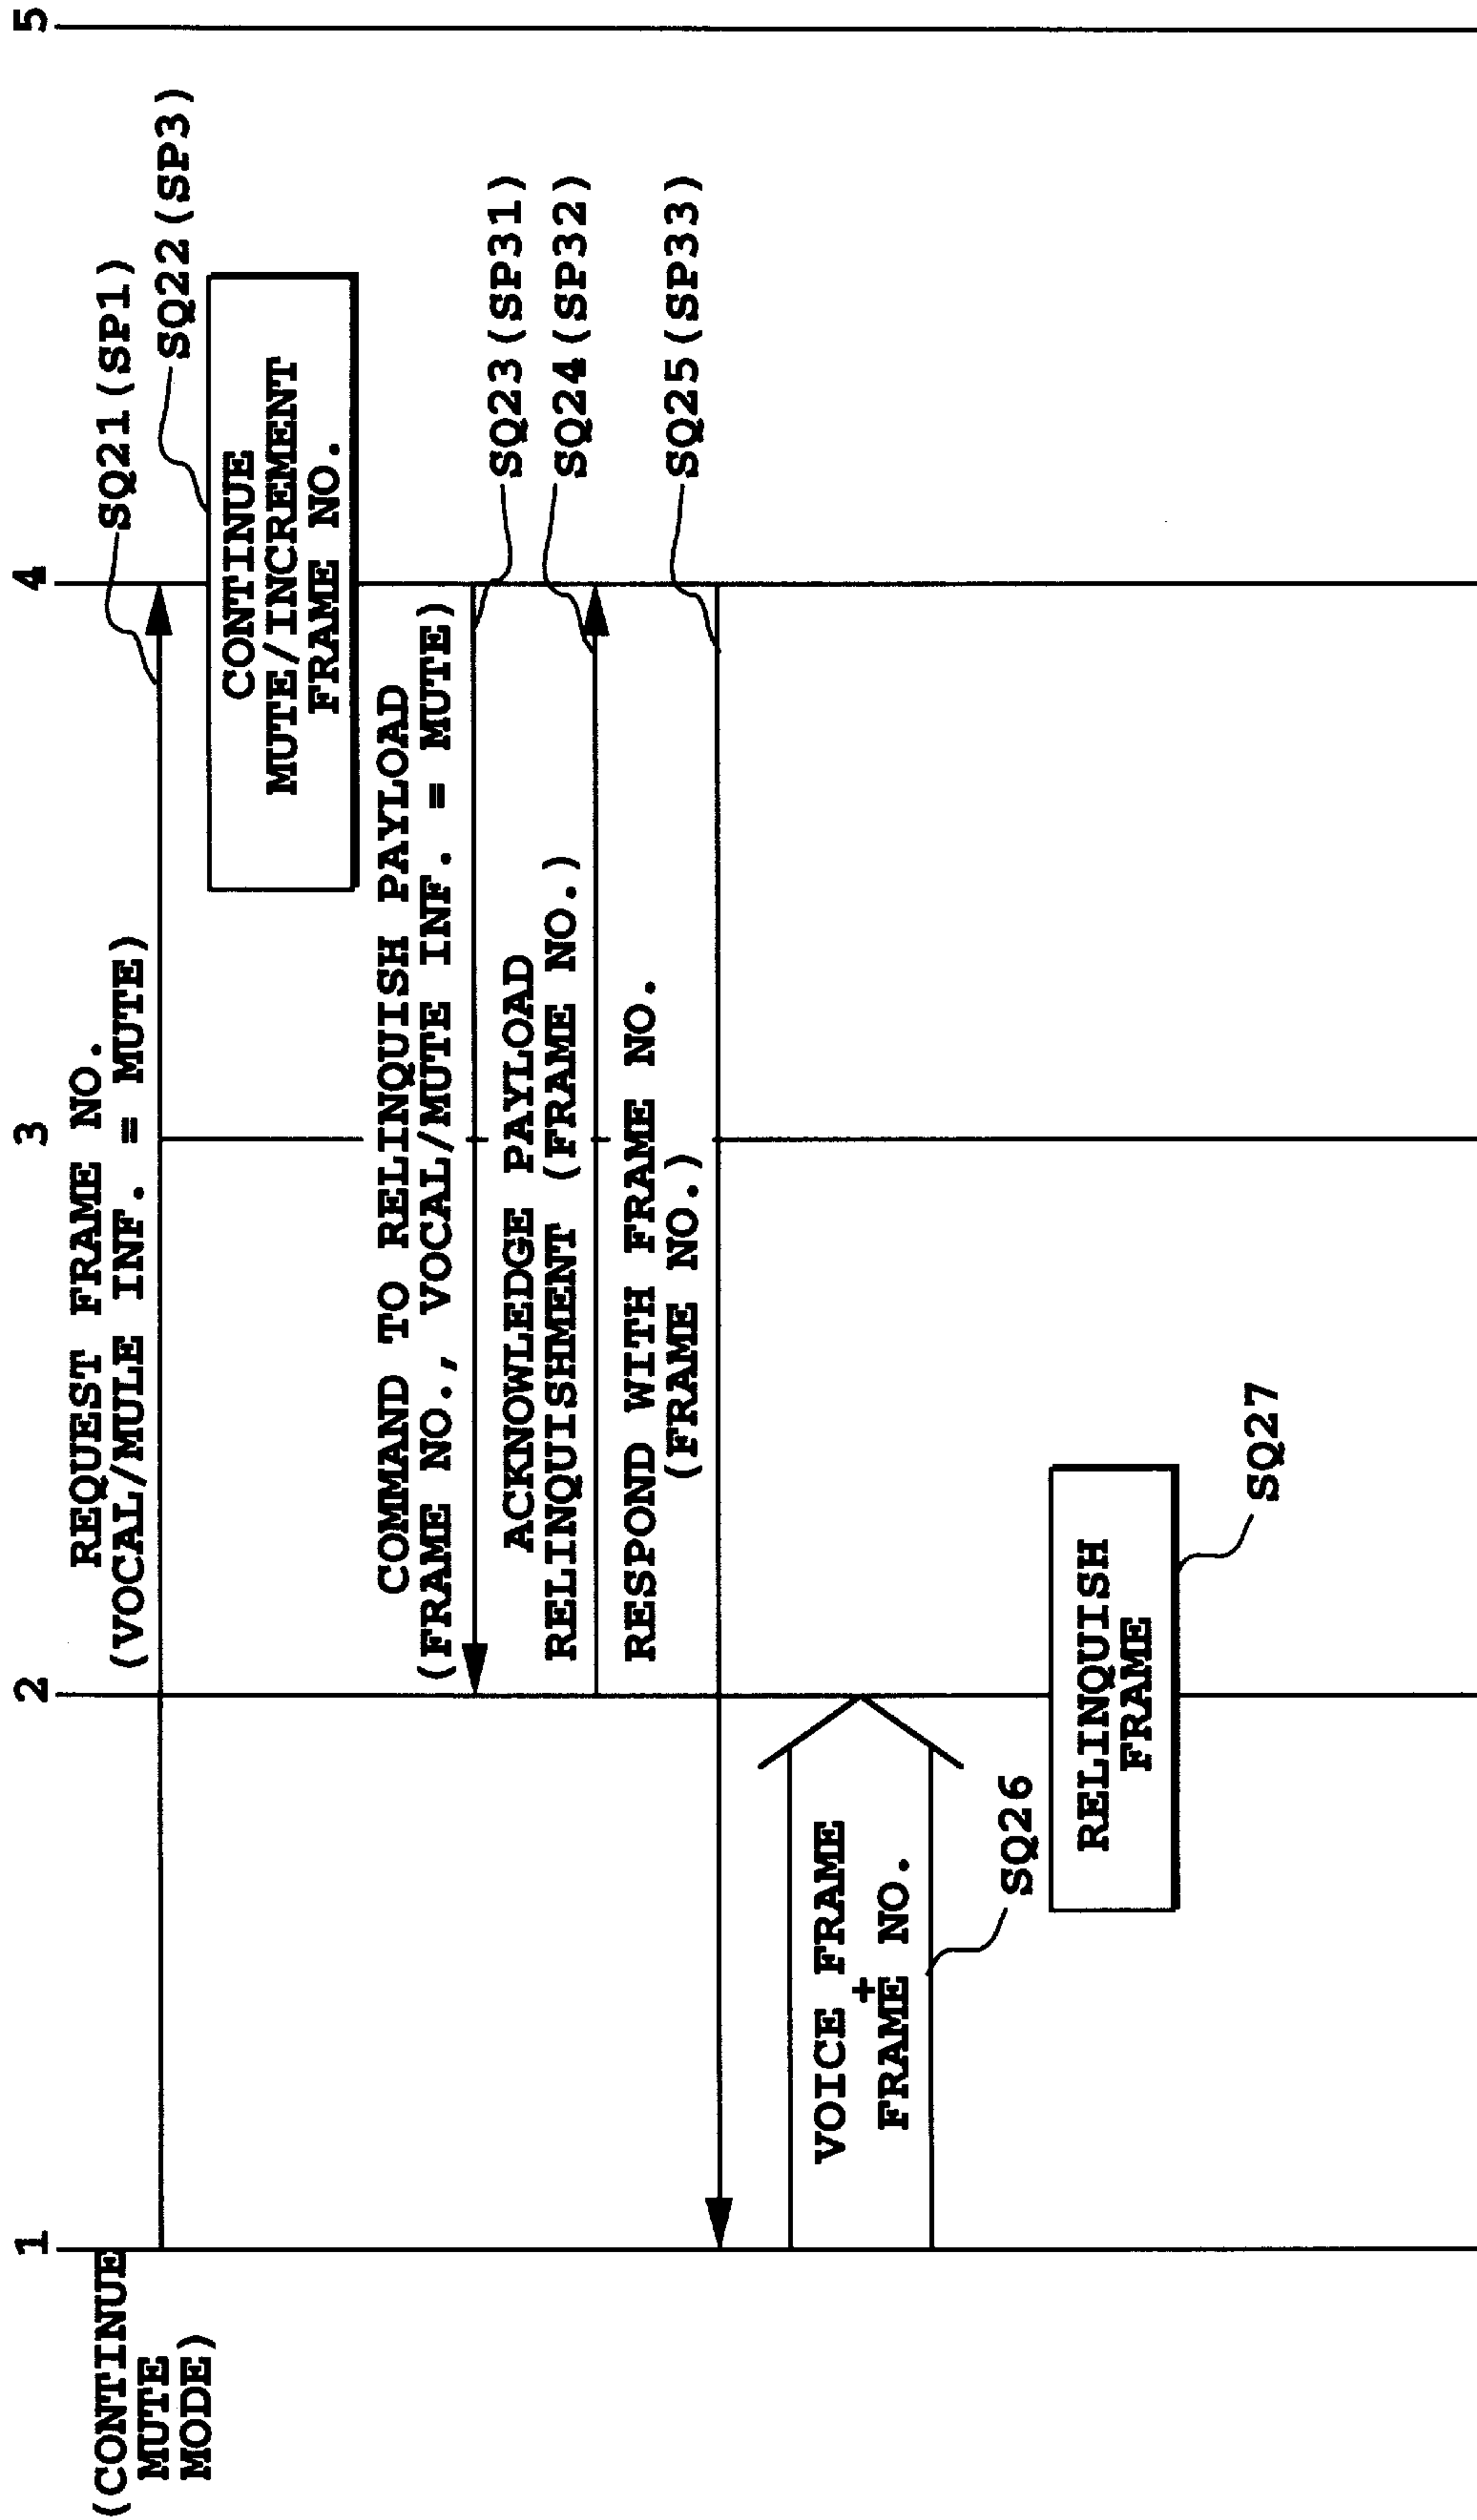 1
2
3
4
5
(CONTINUE
MUTE
MODE)
REQUEST FRAME NO.
(VOCAL/MULE INF. = MUTE)
SQ21(SP1)
SQ22(SP3)
CONTINUE
MUTE/INCREMENT
FRAME NO.
COMMAND TO RELINQUISH PAYLOAD
(FRAME NO., VOCAL/MUTE INF. = MUTE)
SQ23(SP31)
ACKNOWLEDGE PAYLOAD
RELINQUISHMENT (FRAME NO.)
SQ24(SP32)
RESPOND WITH FRAME NO.
(FRAME NO.)
SQ25(SP33)
VOICE FRAME
+
FRAME NO.
SQ26
RELINQUISH
FRAME
SQ27